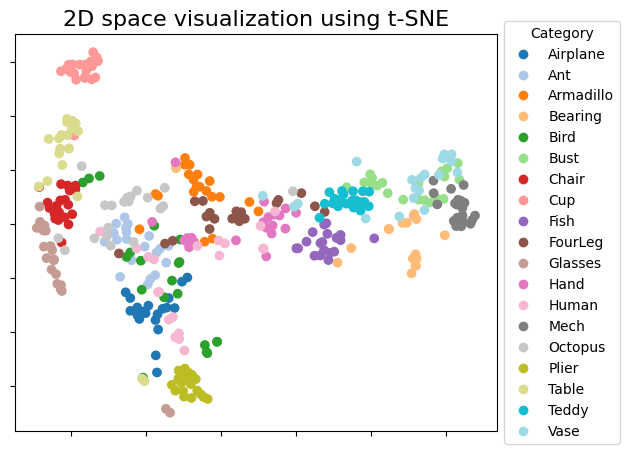 2D space visualization using t-SNE
Category
Airplane
Ant
Armadillo
Bearing
Bird
Bust
Chair
Cup
Fish
FourLeg
Glasses
Hand
Human
Mech
Octopus
Plier
Table
Teddy
Vase